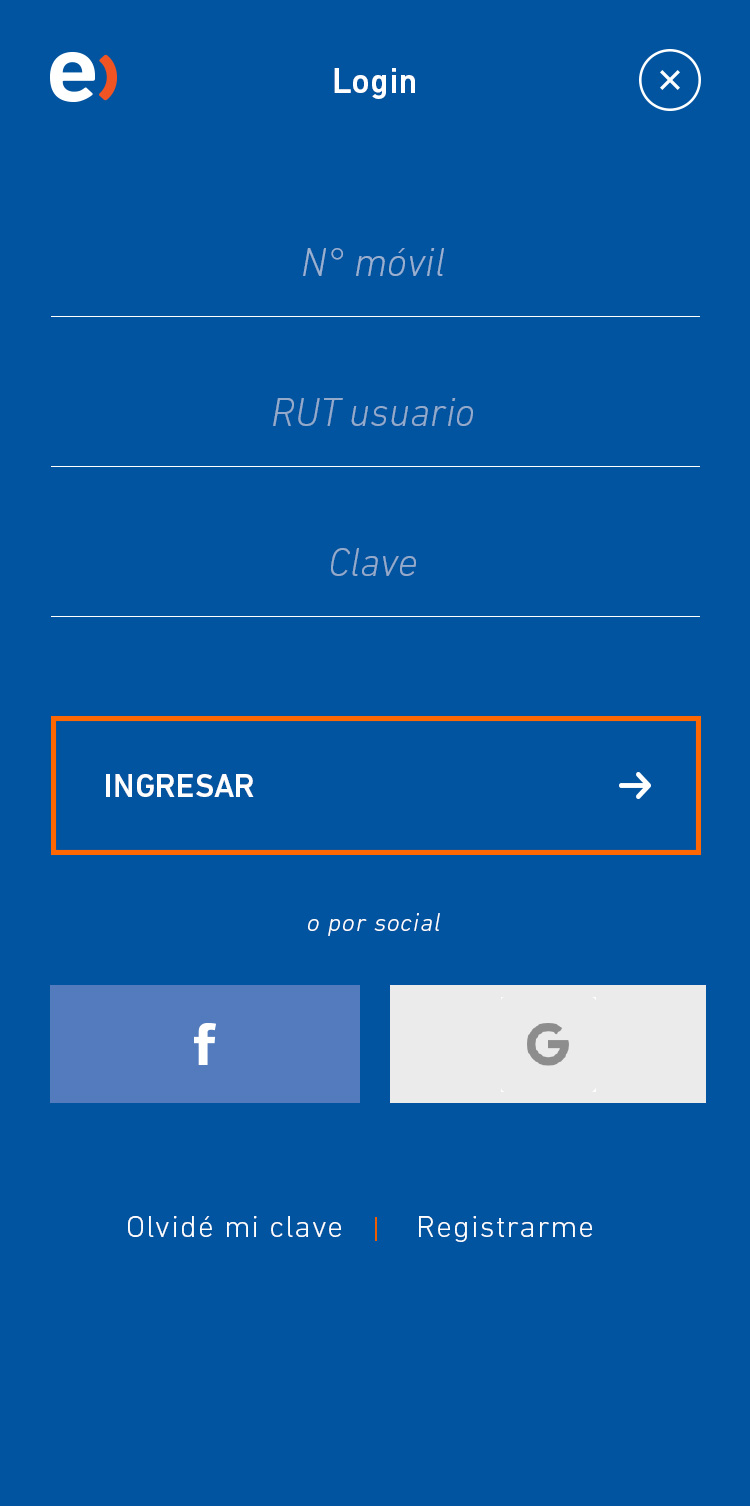 e)
Login
N° móvil
RUT usuario
Clave
INGRESAR
o por social
f
G
Olvidé mi clave | Registrarme